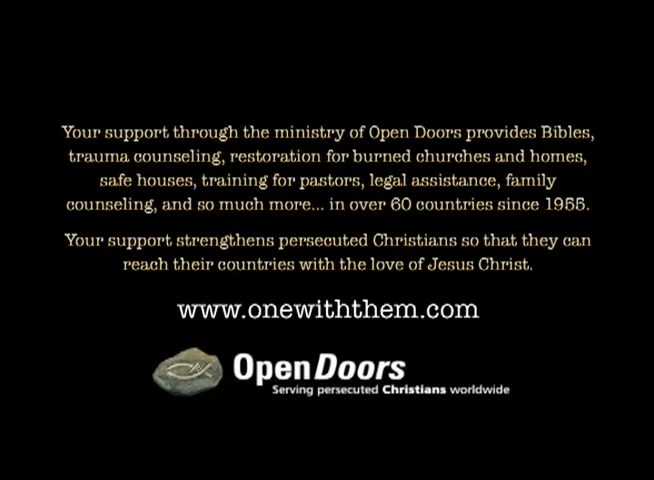 Your support through the ministry of Open Doors provides Bibles,
trauma counseling, restoration for burned churches and homes,
safe houses, training for pastors, legal assistance, family
counseling, and so much more... in over 60 countries since 1955.
Your support strengthens persecuted Christians so that they can
reach their countries with the love of Jesus Christ.
www.onewiththem.com
Open Doors
Serving persecuted Christians worldwide